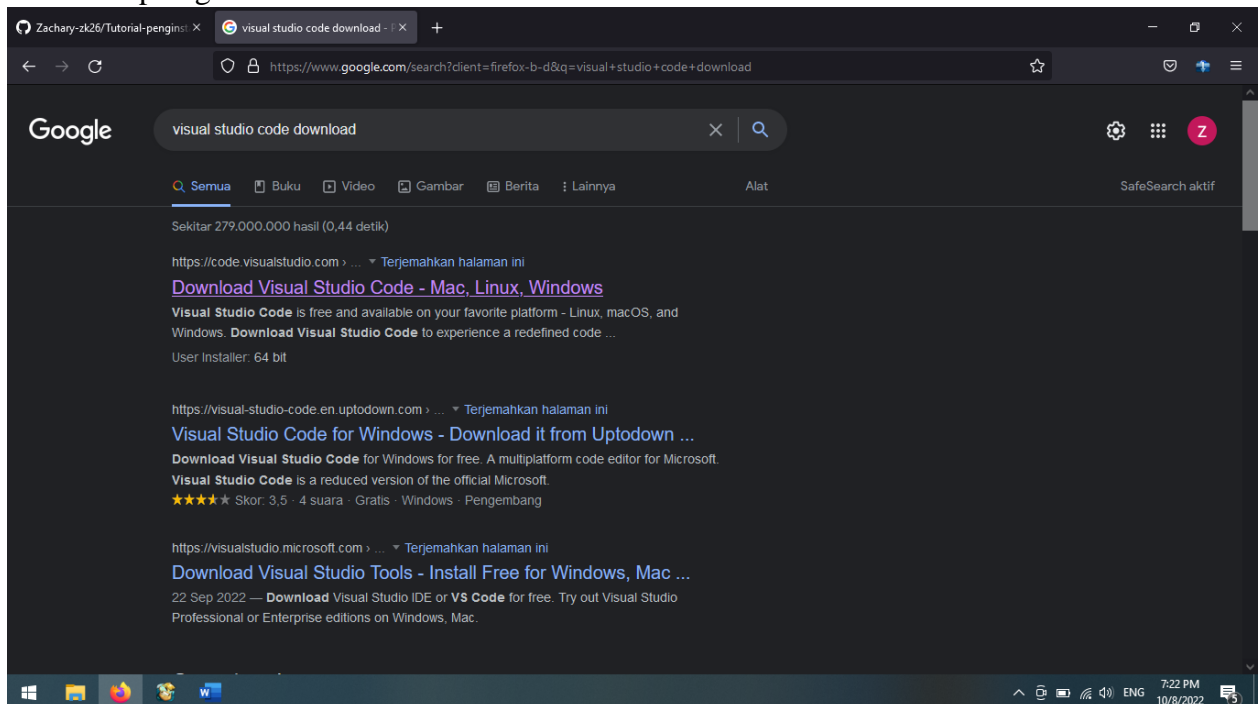 Zachary-zk26/Tutorial-penginst
visual studio code download - P
https://www.google.com/search?client=firefox-b-d&q=visual+studio+code+download
Google
visual studio code download
Z
Semua Buku Video Gambar Berita Lainnya Alat SafeSearch aktif
Sekitar 279.000.000 hasil (0,44 detik)
https://code.visualstudio.com › ... Terjemahkan halaman ini
Download Visual Studio Code - Mac, Linux, Windows
Visual Studio Code is free and available on your favorite platform - Linux, macOS, and
Windows. Download Visual Studio Code to experience a redefined code ...
User Installer: 64 bit
https://visual-studio-code.en.uptodown.com › ... Terjemahkan halaman ini
Visual Studio Code for Windows - Download it from Uptodown ...
Download Visual Studio Code for Windows for free. A multiplatform code editor for Microsoft.
Visual Studio Code is a reduced version of the official Microsoft.
Skor: 3,5 · 4 suara · Gratis · Windows · Pengembang
https://visualstudio.microsoft.com › ... Terjemahkan halaman ini
Download Visual Studio Tools - Install Free for Windows, Mac ...
22 Sep 2022 — Download Visual Studio IDE or VS Code for free. Try out Visual Studio
Professional or Enterprise editions on Windows, Mac.
ENG
7:22 PM
10/8/2022
5